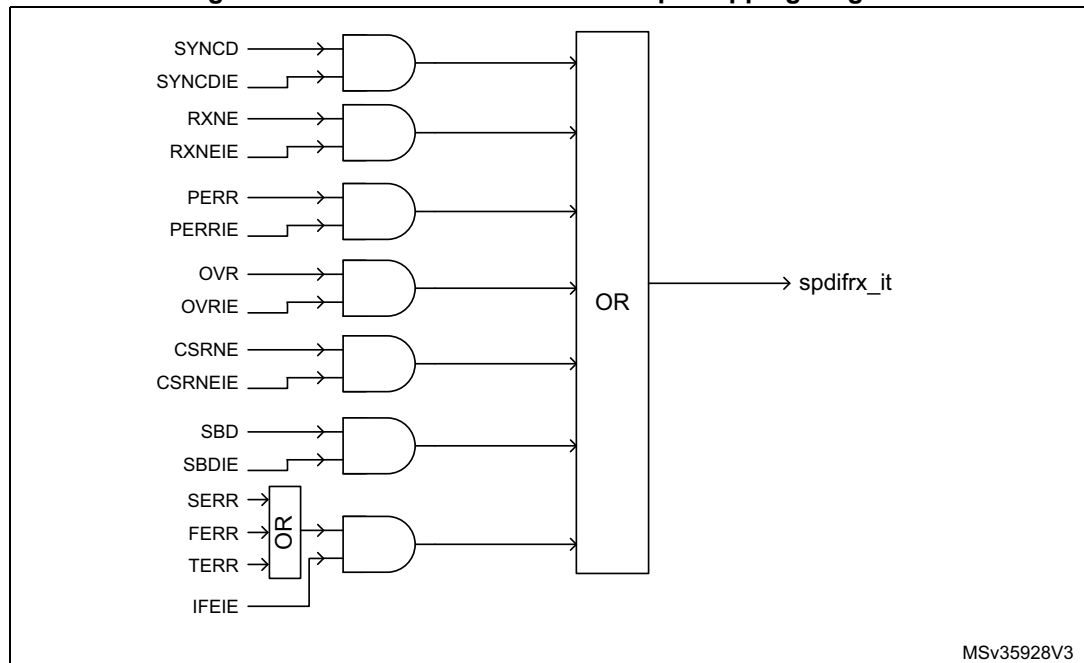 SYNCD
SYNCDIE
RXNE
RXNEIE
PERR
PERRIE
OVR
OVRIE
CSRNE
CSRNEIE
SBD
SBDIE
SERR
FERR
TERR
IFEIE
OR
OR
spdifrx_it
MSv35928V3